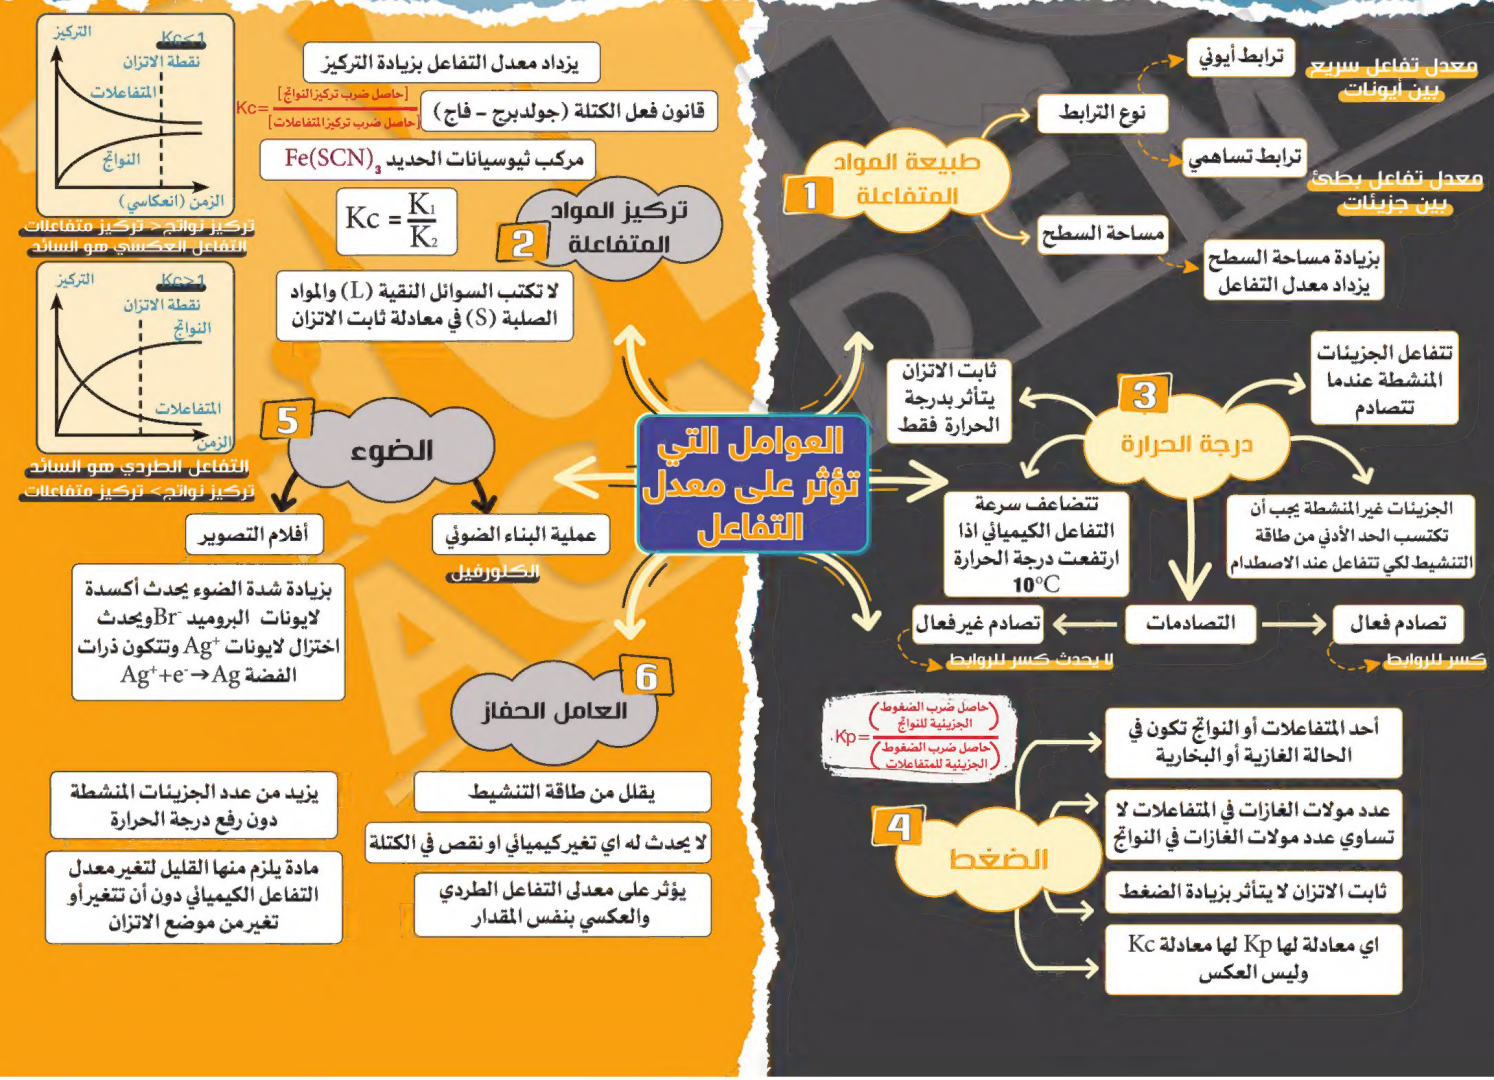 العوامل التي
تؤثر على معدل
التفاعل
1
طبيعة المواد
المتفاعلة
نوع الترابط
ترابط أيوني
معدل تفاعل سريع
بين أيونات
ترابط تساهمي
معدل تفاعل بطئ
بين جزيئات
مساحة السطح
بزيادة مساحة السطح
يزداد معدل التفاعل
2
تركيز المواد
المتفاعلة
يزداد معدل التفاعل بزيادة التركيز
قانون فعل الكتلة (جولدبرج - فاج)
Kc= [حاصل ضرب تركيز النواتج]
[حاصل ضرب تركيز المتفاعلات]
مركب ثيوسيانات الحديد Fe(SCN)₃
Kc = K₁
K₂
لا تكتب السوائل النقية (L) والمواد
الصلبة (S) في معادلة ثابت الاتزان
التركيز
Kc<1
نقطة الاتزان
المتفاعلات
النواتج
الزمن (انعكاسي)
تركيز نواتج< تركيز متفاعلات
التفاعل العكسي هو السائد
التركيز
Kc>1
نقطة الاتزان
النواتج
المتفاعلات
الزمن
التفاعل الطردي هو السائد
تركيز نواتج> تركيز متفاعلات
3
درجة الحرارة
تتفاعل الجزيئات
المنشطة عندما
تتصادم
ثابت الاتزان
يتأثر بدرجة
الحرارة فقط
الجزيئات غير المنشطة يجب أن
تكتسب الحد الأدني من طاقة
التنشيط لكي تتفاعل عند الاصطدام
تتضاعف سرعة
التفاعل الكيميائي اذا
ارتفعت درجة الحرارة
10°C
التصادمات
تصادم فعال
كسر للروابط
تصادم غير فعال
لا يحدث كسر للروابط
4
الضغط
Kp= (حاصل ضرب الضغوط
الجزيئية للنواتج)
(حاصل ضرب الضغوط
الجزيئية للمتفاعلات)
أحد المتفاعلات أو النواتج تكون في
الحالة الغازية أو البخارية
عدد مولات الغازات في المتفاعلات لا
تساوي عدد مولات الغازات في النواتج
ثابت الاتزان لا يتأثر بزيادة الضغط
اي معادلة لها Kp لها معادلة Kc
وليس العكس
5
الضوء
عملية البناء الضوئي
الكلورفيل
أفلام التصوير
بزيادة شدة الضوء يحدث أكسدة
لايونات البروميد Br⁻ ويحدث
اختزال لايونات Ag⁺ وتتكون ذرات
الفضة Ag⁺+e⁻→Ag
6
العامل الحفاز
يقلل من طاقة التنشيط
لا يحدث له اي تغير كيميائي او نقص في الكتلة
يؤثر على معدلى التفاعل الطردي
والعكسي بنفس المقدار
يزيد من عدد الجزيئات المنشطة
دون رفع درجة الحرارة
مادة يلزم منها القليل لتغير معدل
التفاعل الكيميائي دون أن تتغير أو
تغير من موضع الاتزان